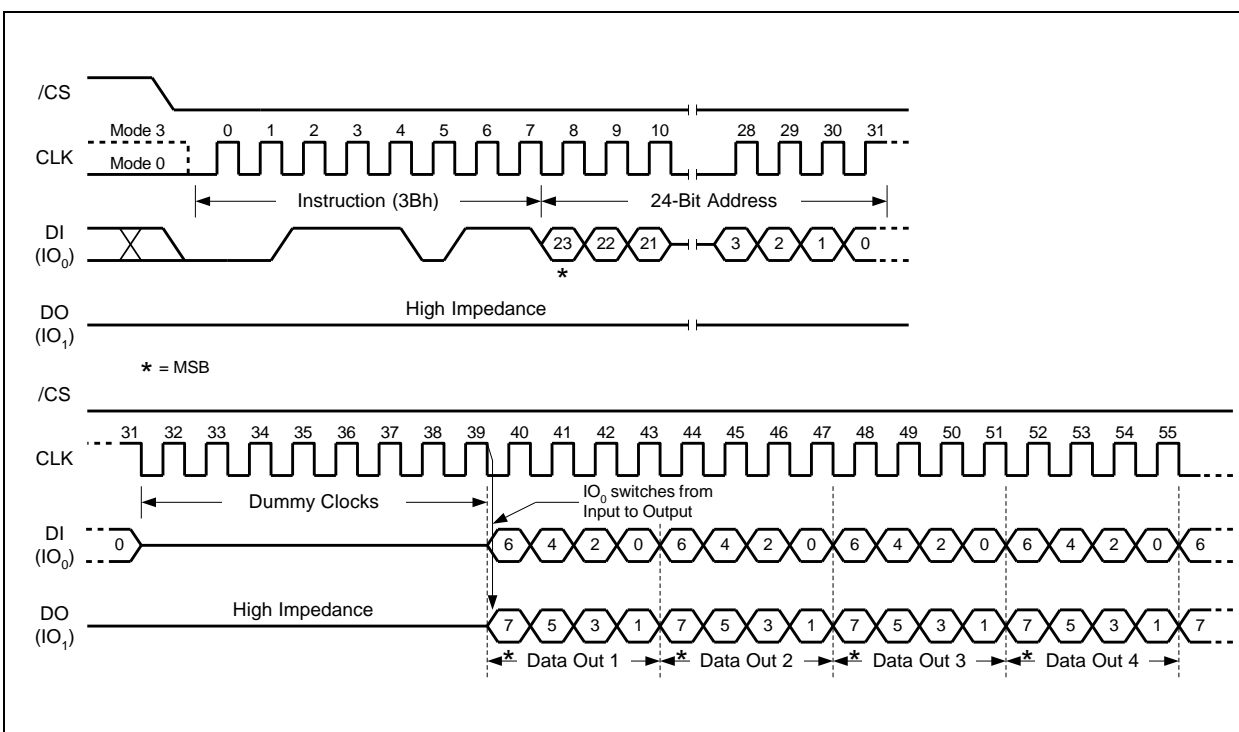 /CS
Mode 3 0 1 2 3 4 5 6 7 8 9 10 28 29 30 31
CLK
Mode 0
Instruction (3Bh) 24-Bit Address
DI
(IO0) 23 22 21 3 2 1 0
*
High Impedance
DO
(IO1)
* = MSB
/CS
31 32 33 34 35 36 37 38 39 40 41 42 43 44 45 46 47 48 49 50 51 52 53 54 55
CLK
Dummy Clocks
IO0 switches from
Input to Output
DI
(IO0) 0 6 4 2 0 6 4 2 0 6 4 2 0 6 4 2 0 6
High Impedance
DO
(IO1) 7 5 3 1 7 5 3 1 7 5 3 1 7 5 3 1 7
* Data Out 1 * Data Out 2 * Data Out 3 * Data Out 4